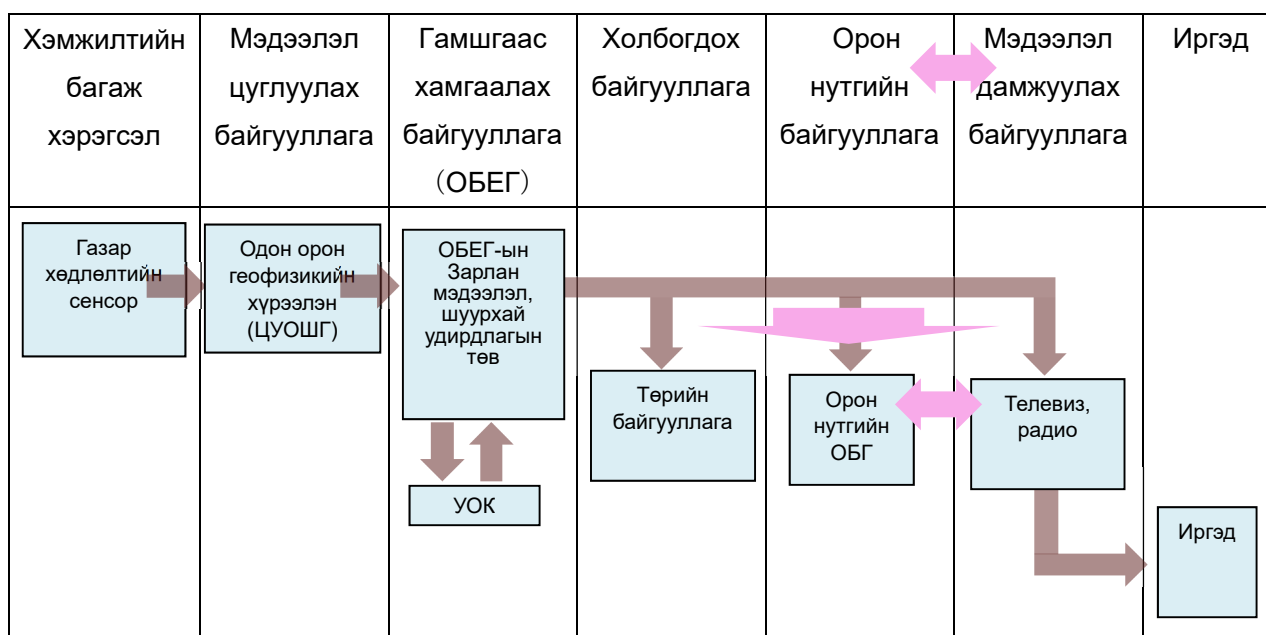 Хэмжилтийн
багаж
хэрэгсэл
Мэдээлэл
цуглуулах
байгууллага
Гамшгаас
хамгаалах
байгууллага
（ОБЕГ）
Холбогдох
байгууллага
Орон
нутгийн
байгууллага
Мэдээлэл
дамжуулах
байгууллага
Иргэд
Газар
хөдлөлтийн
сенсор
Одон орон
геофизикийн
хүрээлэн
(ЦУОШГ)
ОБЕГ-ын
Зарлан
мэдээлэл,
шуурхай
удирдлагын
төв
УОК
Төрийн
байгууллага
Орон
нутгийн
ОБГ
Телевиз,
радио
Иргэд